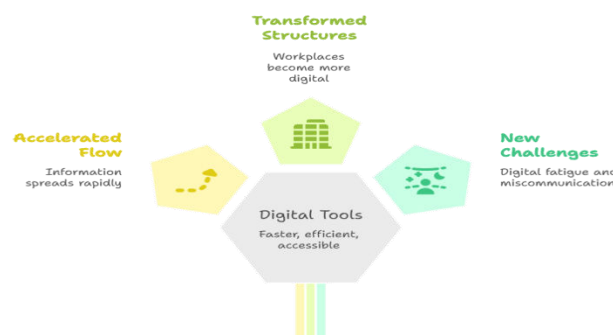 Transformed
Structures
Workplaces
become more
digital
Accelerated
Flow
Information
spreads rapidly
New
Challenges
Digital fatigue and
miscommunication
Digital Tools
Faster, efficient,
accessible